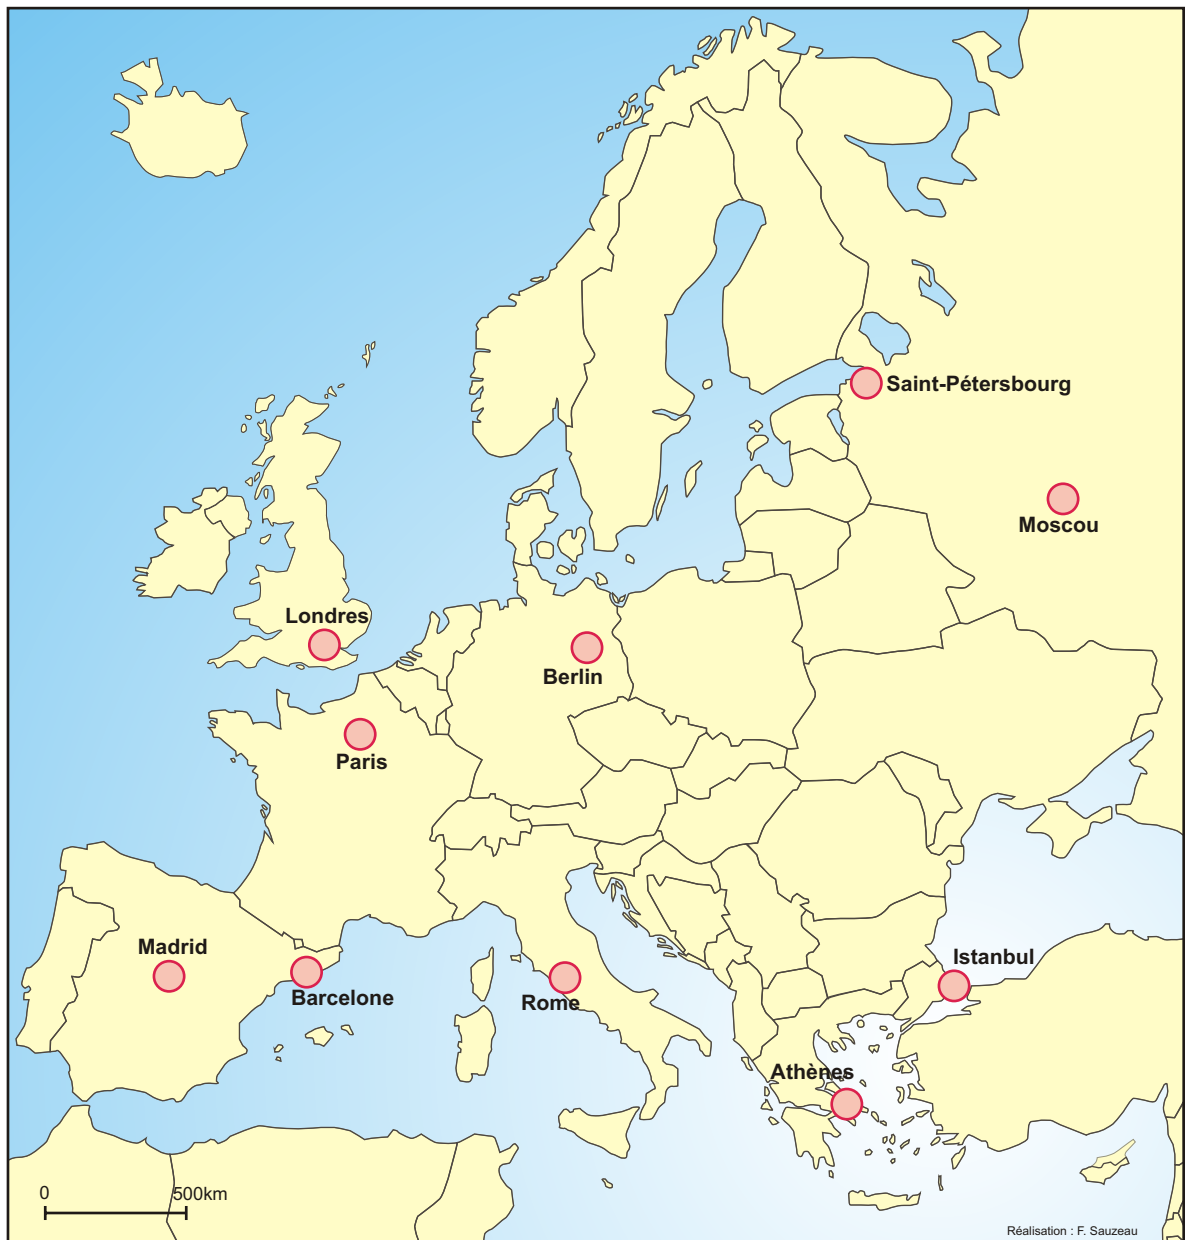 Saint-Pétersbourg
Moscou
Londres
Berlin
Paris
Madrid
Istanbul
Barcelone
Rome
Athènes
0 500km
Réalisation : F. Sauzeau